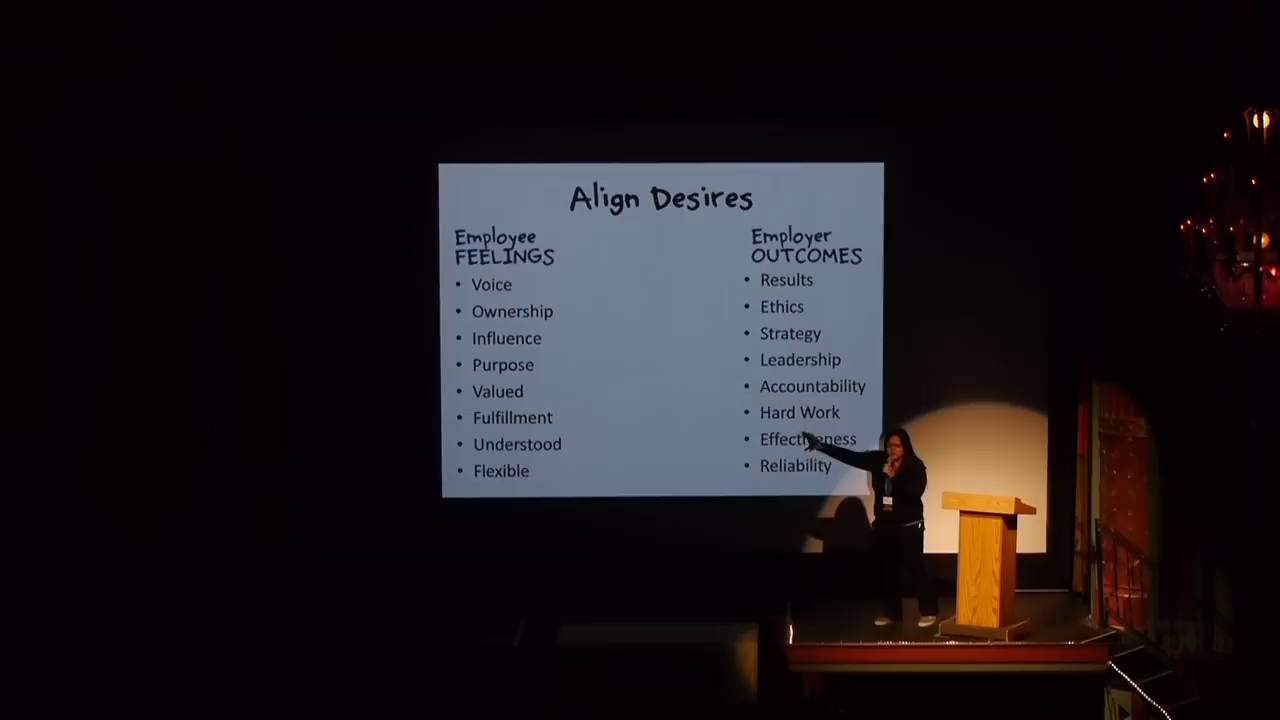 Align Desires
Employee
FEELINGS
• Voice
• Ownership
• Influence
• Purpose
• Valued
• Fulfillment
• Understood
• Flexible
Employer
OUTCOMES
• Results
• Ethics
• Strategy
• Leadership
• Accountability
• Hard Work
• Effectiveness
• Reliability